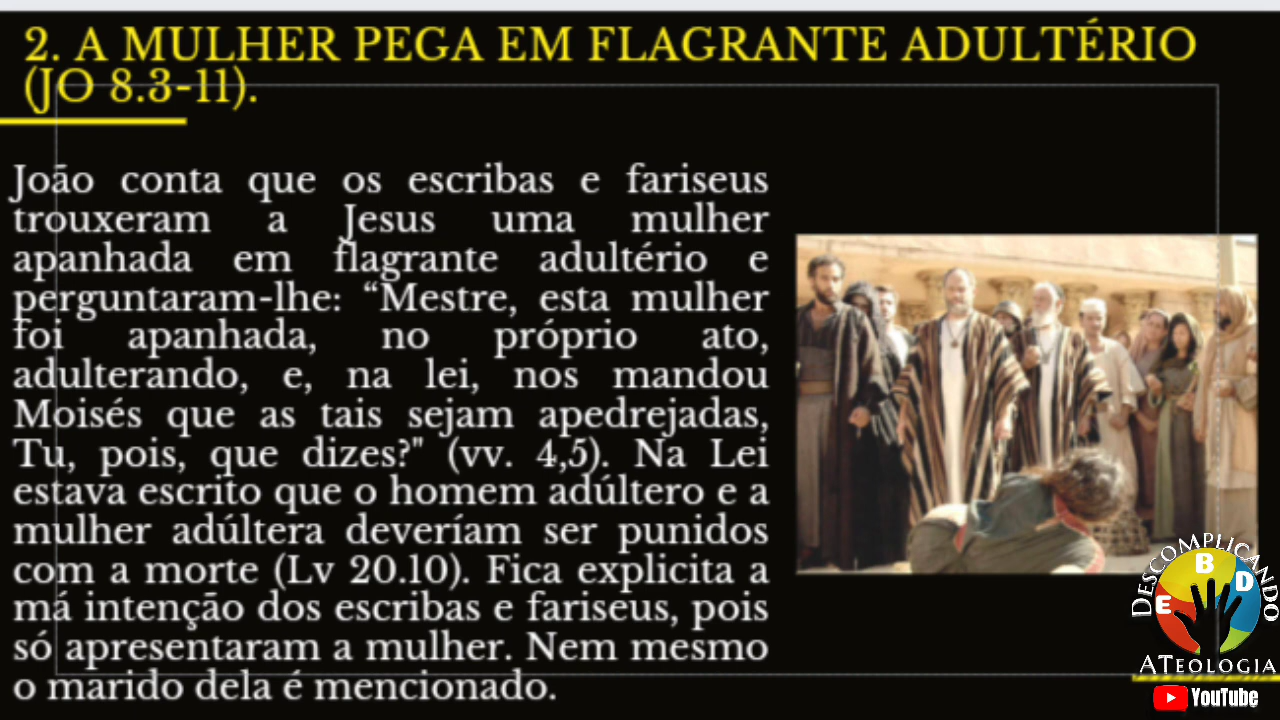 2. A MULHER PEGA EM FLAGRANTE ADULTÉRIO
(JO 8.3-11).
João conta que os escribas e fariseus
trouxeram a Jesus uma mulher
apanhada em flagrante adultério e
perguntaram-lhe: “Mestre, esta mulher
foi apanhada, no próprio ato,
adulterando, e, na lei, nos mandou
Moisés que as tais sejam apedrejadas,
Tu, pois, que dizes?" (vv. 4,5). Na Lei
estava escrito que o homem adúltero e a
mulher adúltera deveríam ser punidos
com a morte (Lv 20.10). Fica explicita a
má intenção dos escribas e fariseus, pois
só apresentaram a mulher. Nem mesmo
o marido dela é mencionado.
DESCOMPLICANDO
E B D
ATEOLOGIA
YouTube